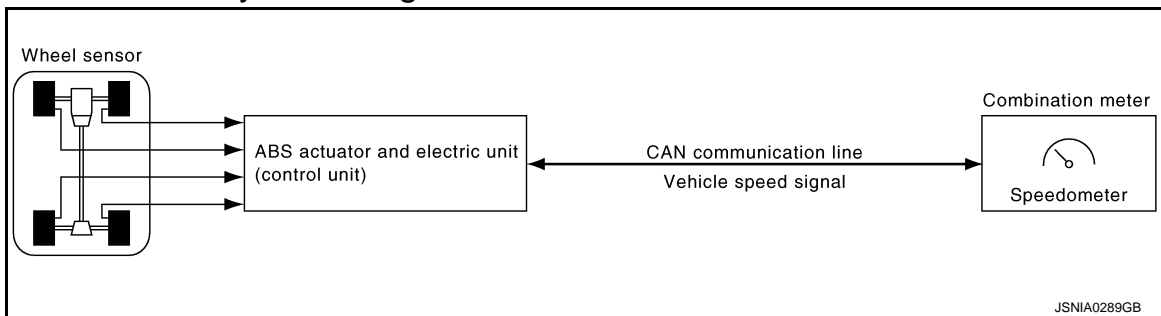 Wheel sensor
ABS actuator and electric unit
(control unit)
CAN communication line
Vehicle speed signal
Combination meter
Speedometer
JSNIA0289GB